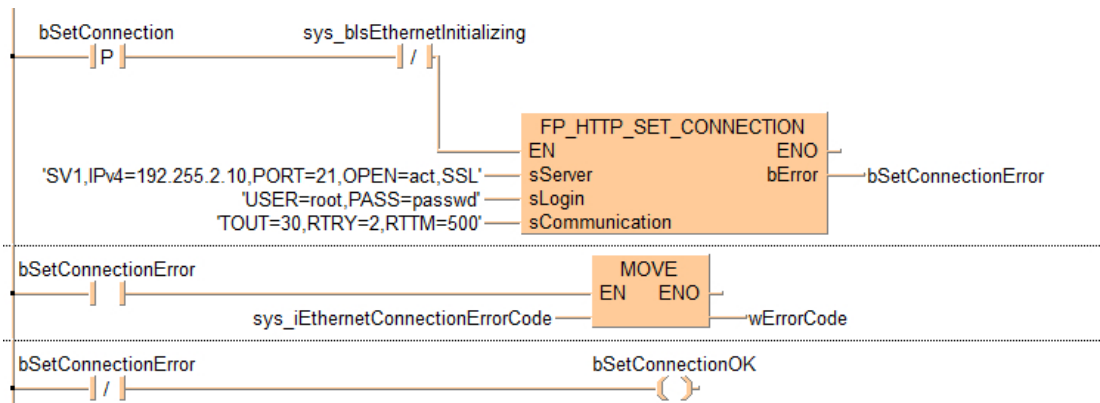 bSetConnection sys_bIsEthernetInitializing
P /
FP_HTTP_SET_CONNECTION
EN ENO
'SV1,IPv4=192.255.2.10,PORT=21,OPEN=act,SSL' sServer bError bSetConnectionError
'USER=root,PASS=passwd' sLogin
'TOUT=30,RTRY=2,RTTM=500' sCommunication
bSetConnectionError MOVE
EN ENO
sys_iEthernetConnectionErrorCode wErrorCode
bSetConnectionError bSetConnectionOK
/ ( )